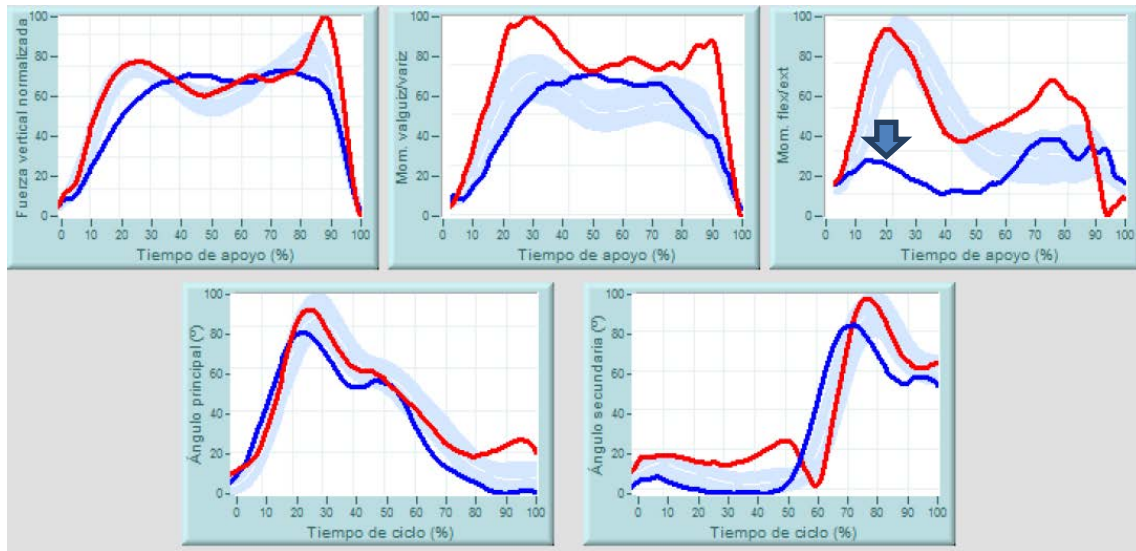 Fuerza vertical normalizada
100
80
60
40
20
0
0 10 20 30 40 50 60 70 80 90 100
Tiempo de apoyo (%)
Mom. valguiz/variz
100
80
60
40
20
0
0 10 20 30 40 50 60 70 80 90 100
Tiempo de apoyo (%)
Mom. flex/ext
100
80
60
40
20
0
0 10 20 30 40 50 60 70 80 90 100
Tiempo de apoyo (%)
Ángulo principal (º)
100
80
60
40
20
0
0 10 20 30 40 50 60 70 80 90 100
Tiempo de ciclo (%)
Ángulo secundaria (º)
100
80
60
40
20
0
0 10 20 30 40 50 60 70 80 90 100
Tiempo de ciclo (%)